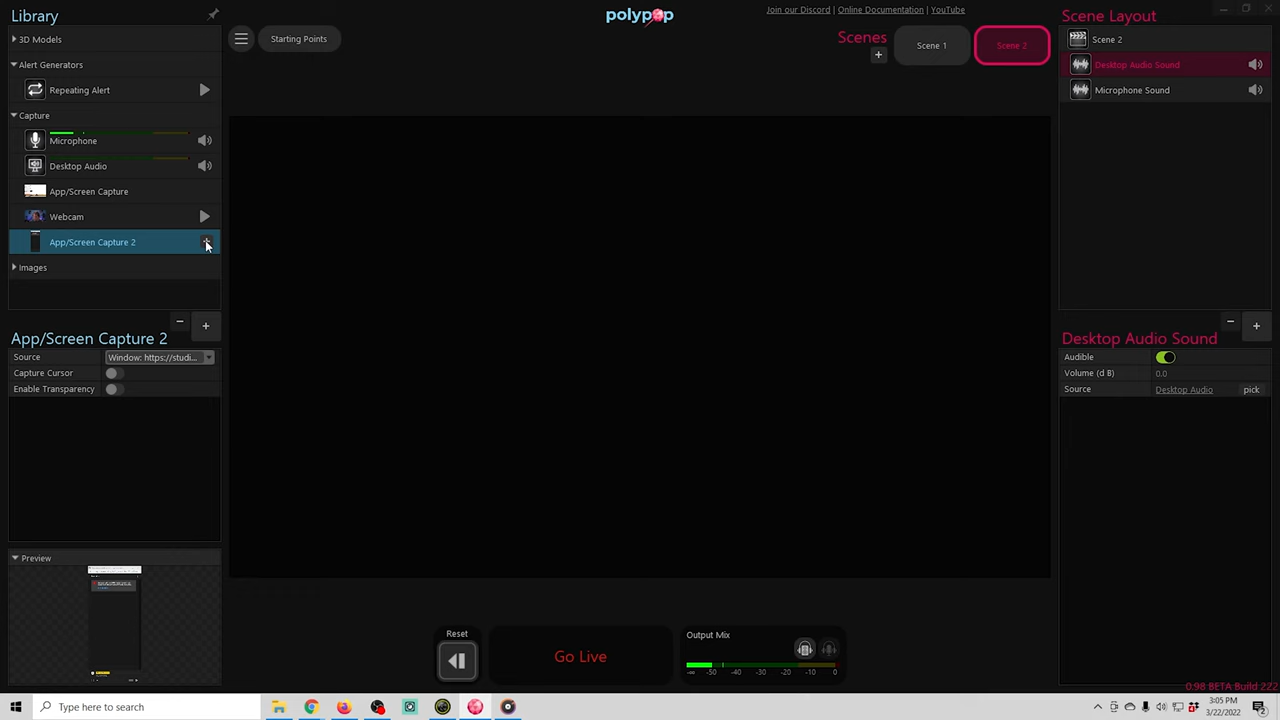 Library
3D Models
Alert Generators
Repeating Alert
Capture
Microphone
Desktop Audio
App/Screen Capture
Webcam
App/Screen Capture 2
Images
App/Screen Capture 2
Source Window: https://studi...
Capture Cursor
Enable Transparency
Preview
polypop
Join our Discord | Online Documentation | YouTube
Starting Points
Scenes
+
Scene 1
Scene 2
Reset
Go Live
Output Mix
-∞ -50 -40 -30 -20 -10 0
Scene Layout
Scene 2
Desktop Audio Sound
Microphone Sound
Desktop Audio Sound
Audible
Volume (d B) 0.0
Source Desktop Audio pick
0.98 BETA Build 222
Type here to search
3:05 PM
3/22/2022
2